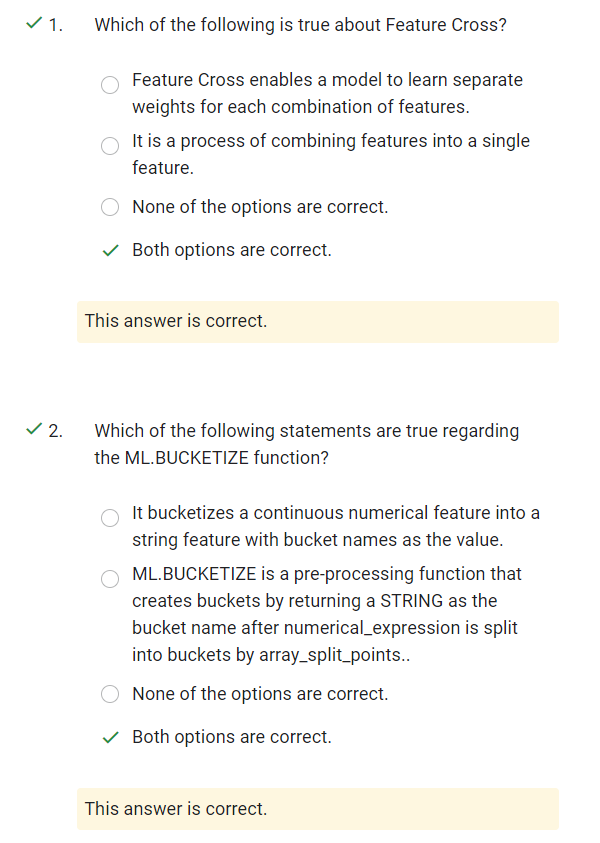 1. Which of the following is true about Feature Cross?
Feature Cross enables a model to learn separate
weights for each combination of features.
It is a process of combining features into a single
feature.
None of the options are correct.
Both options are correct.
This answer is correct.
2. Which of the following statements are true regarding
the ML.BUCKETIZE function?
It bucketizes a continuous numerical feature into a
string feature with bucket names as the value.
ML.BUCKETIZE is a pre-processing function that
creates buckets by returning a STRING as the
bucket name after numerical_expression is split
into buckets by array_split_points..
None of the options are correct.
Both options are correct.
This answer is correct.